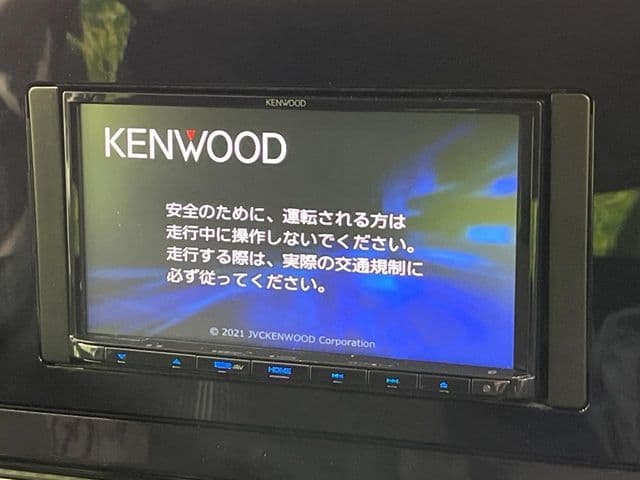 KENWOOD
KENWOOD
安全のために、運転される方は
走行中に操作しないでください。
走行する際は、実際の交通規制に
必ず従ってください。
© 2021 JVCKENWOOD Corporation
HOME